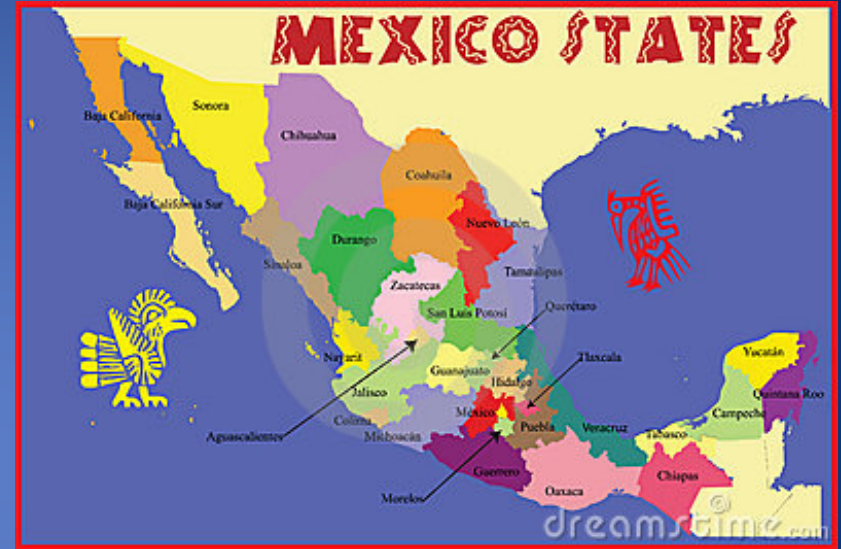 MEXICO STATES
Baja California
Sonora
Chihuahua
Coahuila
Baja California Sur
Nuevo León
Durango
Sinaloa
Tamaulipas
Zacatecas
San Luis Potosí
Querétaro
Nayarit
Tlaxcala
Yucatán
Guanajuato
Hidalgo
Jalisco
Quintana Roo
México
Campeche
Colima
Puebla
Veracruz
Tabasco
Aguascalientes
Michoacán
Guerrero
Chiapas
Morelos
Oaxaca
dreamstime.com